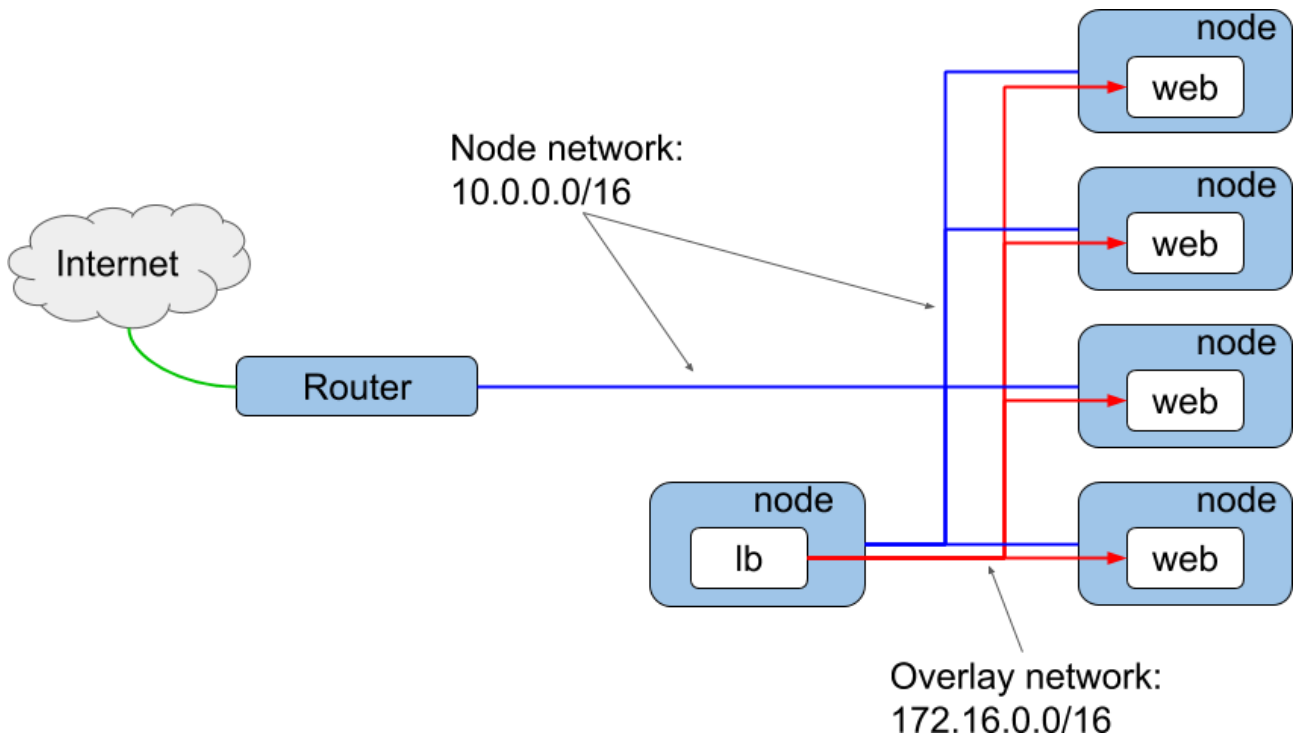 node
web
Node network:
10.0.0.0/16
node
web
Internet
node
Router
web
node
lb
node
web
Overlay network:
172.16.0.0/16